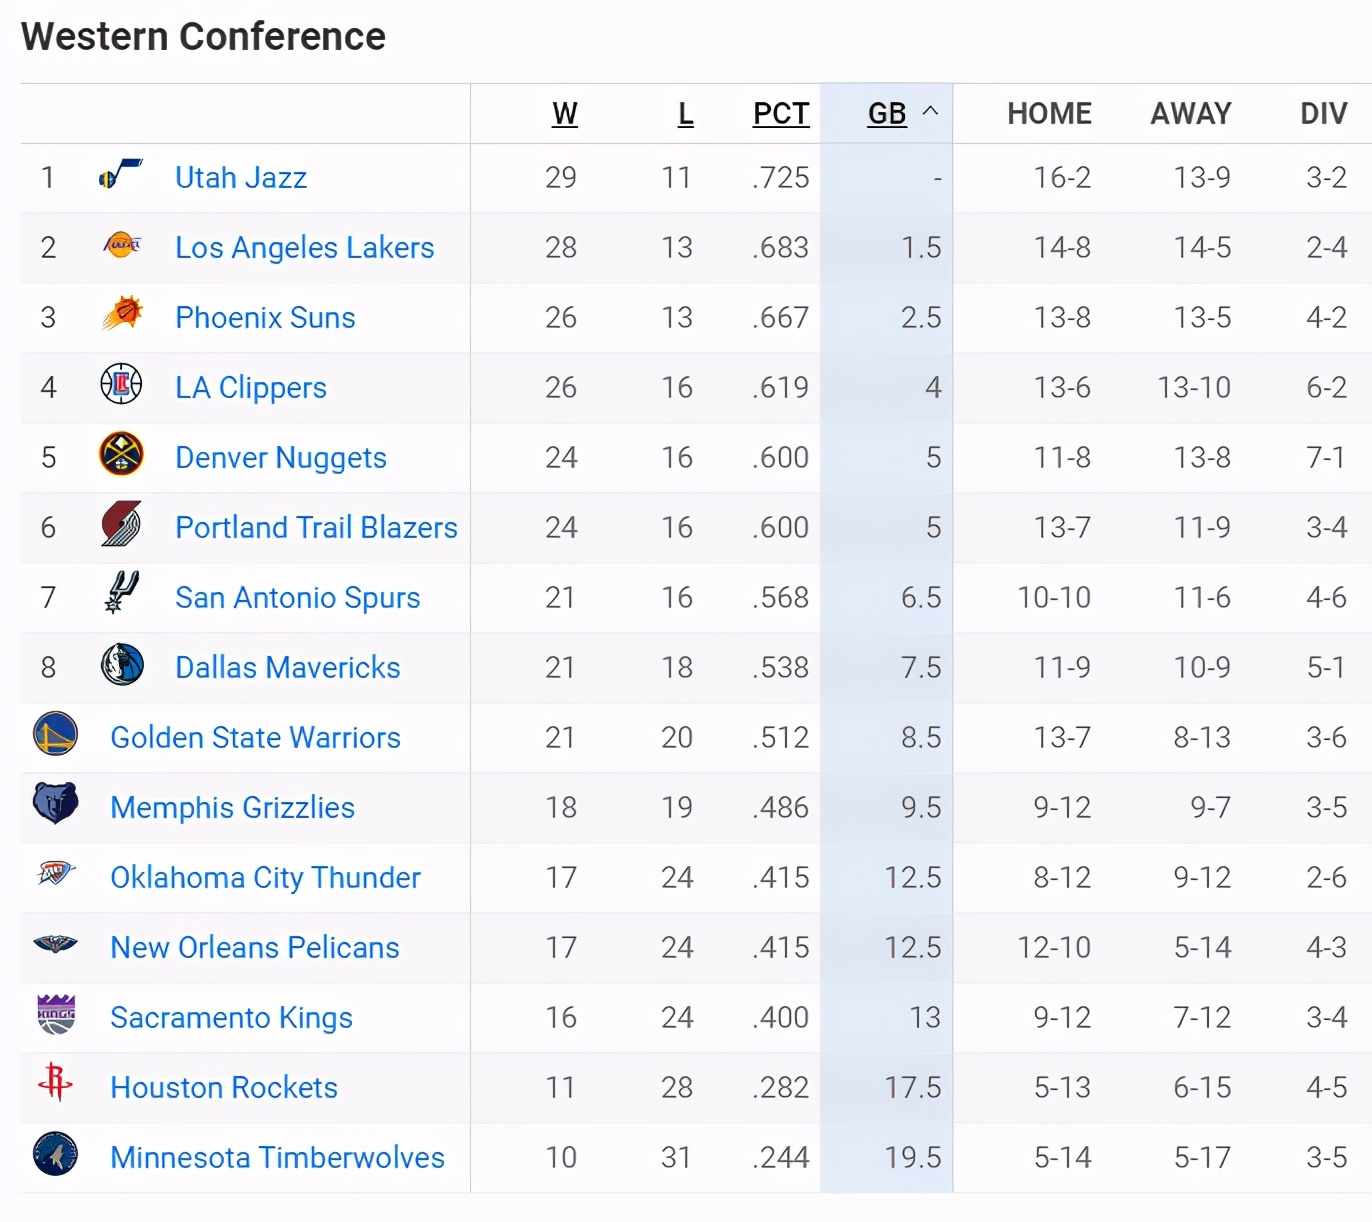 Western Conference
W L PCT GB ^ HOME AWAY DIV
1 Utah Jazz 29 11 .725 - 16-2 13-9 3-2
2 Los Angeles Lakers 28 13 .683 1.5 14-8 14-5 2-4
3 Phoenix Suns 26 13 .667 2.5 13-8 13-5 4-2
4 LA Clippers 26 16 .619 4 13-6 13-10 6-2
5 Denver Nuggets 24 16 .600 5 11-8 13-8 7-1
6 Portland Trail Blazers 24 16 .600 5 13-7 11-9 3-4
7 San Antonio Spurs 21 16 .568 6.5 10-10 11-6 4-6
8 Dallas Mavericks 21 18 .538 7.5 11-9 10-9 5-1
Golden State Warriors 21 20 .512 8.5 13-7 8-13 3-6
Memphis Grizzlies 18 19 .486 9.5 9-12 9-7 3-5
Oklahoma City Thunder 17 24 .415 12.5 8-12 9-12 2-6
New Orleans Pelicans 17 24 .415 12.5 12-10 5-14 4-3
KINGS Sacramento Kings 16 24 .400 13 9-12 7-12 3-4
Houston Rockets 11 28 .282 17.5 5-13 6-15 4-5
Minnesota Timberwolves 10 31 .244 19.5 5-14 5-17 3-5